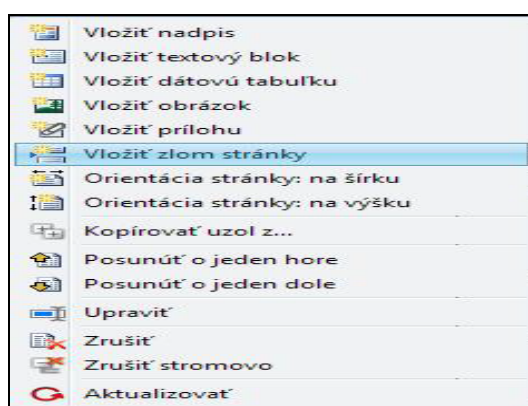 Vložiť nadpis
Vložiť textový blok
Vložiť dátovú tabuľku
Vložiť obrázok
Vložiť prílohu
Vložiť zlom stránky
Orientácia stránky: na šírku
Orientácia stránky: na výšku
Kopírovať uzol z...
Posunúť o jeden hore
Posunúť o jeden dole
Upraviť
Zrušiť
Zrušiť stromovo
Aktualizovať